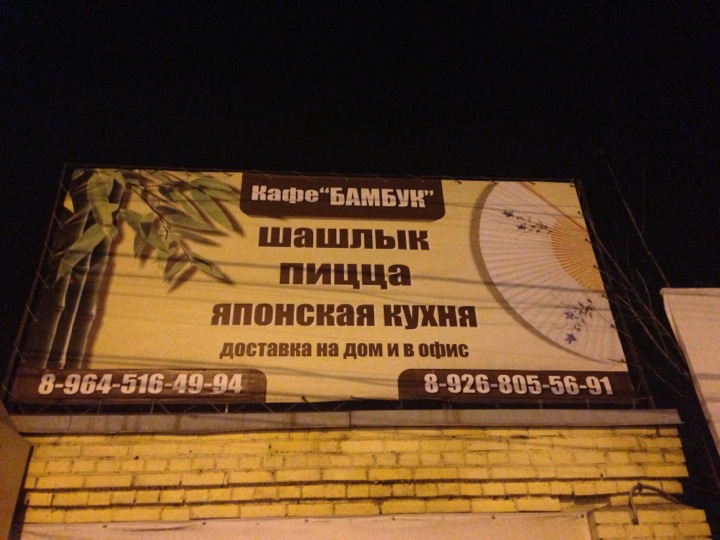 Кафе "БАМБУК"
шашлык
пицца
японская кухня
доставка на дом и в офис
8-964-516-49-94 8-926-805-56-91